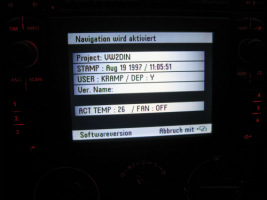 Navigation wird aktiviert
Project: VW2DIN
STAMP : Aug 19 1997 / 11:05:51
USER : KRAMP / DEP : Y
Ver. Name:
ACT TEMP : 26 / FAN : OFF
Softwareversion
Abbruch mit